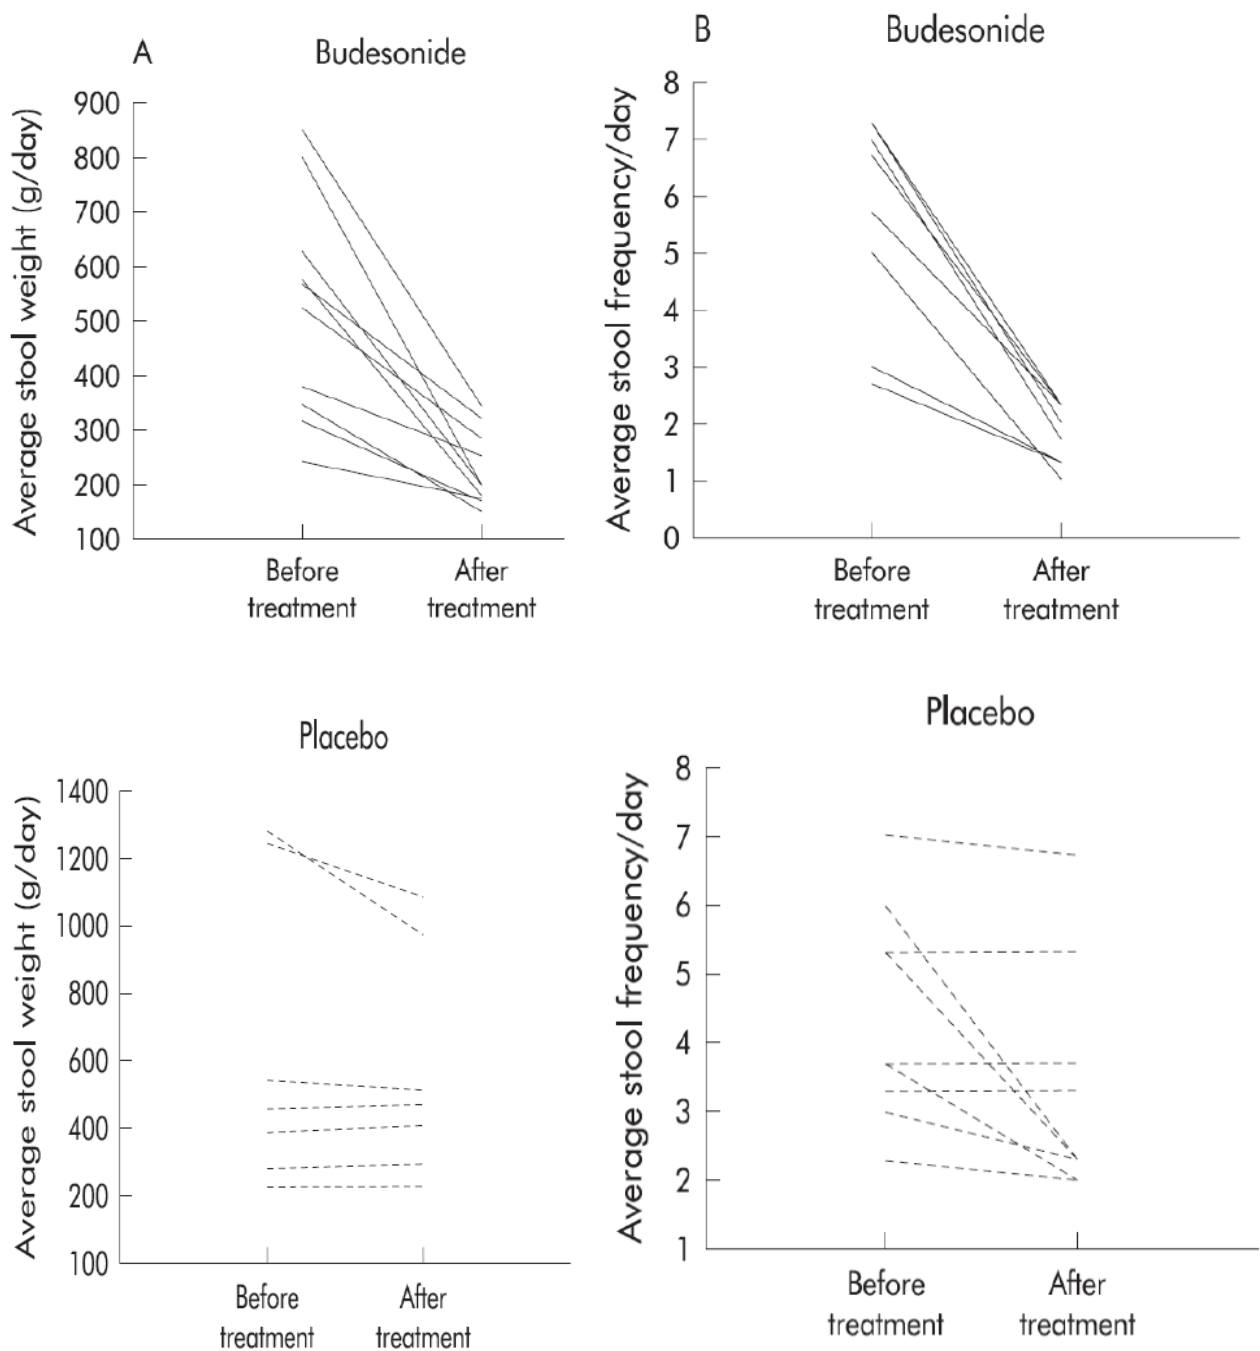 A
Budesonide
Average stool weight (g/day)
900
800
700
600
500
400
300
200
100
Before
treatment
After
treatment
B
Budesonide
Average stool frequency/day
8
7
6
5
4
3
2
1
0
Before
treatment
After
treatment
Placebo
Average stool weight (g/day)
1400
1200
1000
800
600
400
200
100
Before
treatment
After
treatment
Placebo
Average stool frequency/day
8
7
6
5
4
3
2
1
Before
treatment
After
treatment